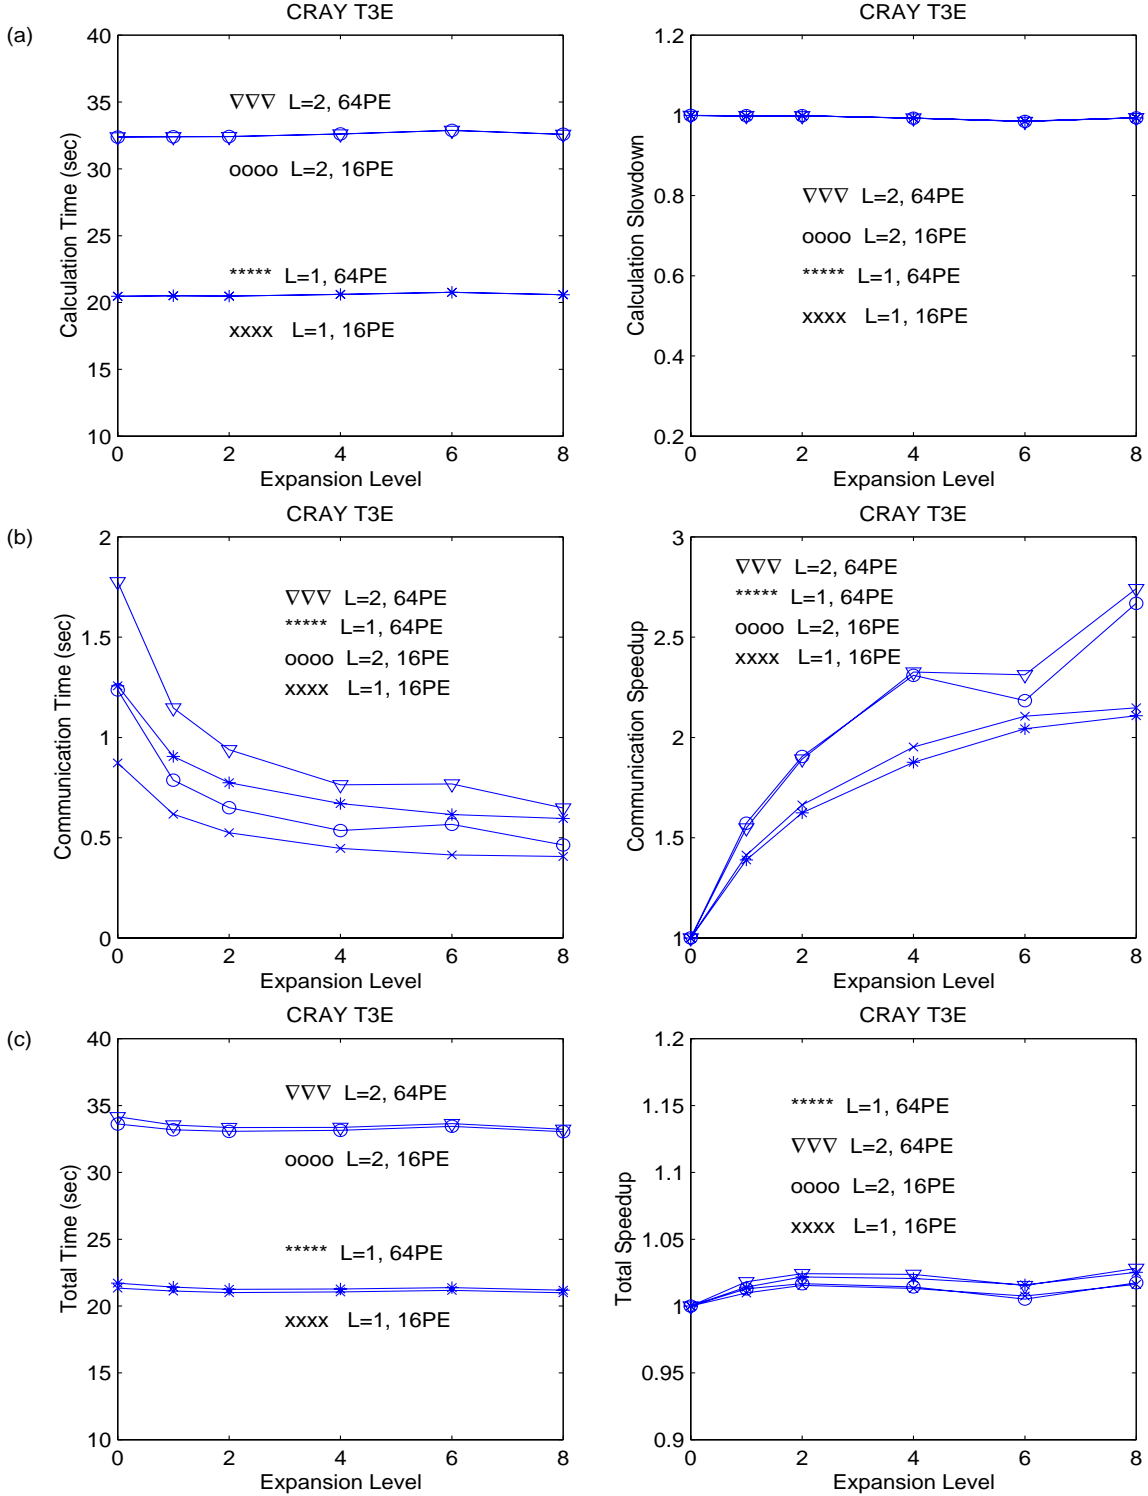 (a)
CRAY T3E
40
35
30
25
20
15
10
0 2 4 6 8
Calculation Time (sec)
Expansion Level
∇∇∇ L=2, 64PE
oooo L=2, 16PE
***** L=1, 64PE
xxxx L=1, 16PE
CRAY T3E
1.2
1
0.8
0.6
0.4
0.2
0 2 4 6 8
Calculation Slowdown
Expansion Level
∇∇∇ L=2, 64PE
oooo L=2, 16PE
***** L=1, 64PE
xxxx L=1, 16PE
(b)
CRAY T3E
2
1.5
1
0.5
0
0 2 4 6 8
Communication Time (sec)
Expansion Level
∇∇∇ L=2, 64PE
***** L=1, 64PE
oooo L=2, 16PE
xxxx L=1, 16PE
CRAY T3E
3
2.5
2
1.5
1
0 2 4 6 8
Communication Speedup
Expansion Level
∇∇∇ L=2, 64PE
***** L=1, 64PE
oooo L=2, 16PE
xxxx L=1, 16PE
(c)
CRAY T3E
40
35
30
25
20
15
10
0 2 4 6 8
Total Time (sec)
Expansion Level
∇∇∇ L=2, 64PE
oooo L=2, 16PE
***** L=1, 64PE
xxxx L=1, 16PE
CRAY T3E
1.2
1.15
1.1
1.05
1
0.95
0.9
0 2 4 6 8
Total Speedup
Expansion Level
***** L=1, 64PE
∇∇∇ L=2, 64PE
oooo L=2, 16PE
xxxx L=1, 16PE